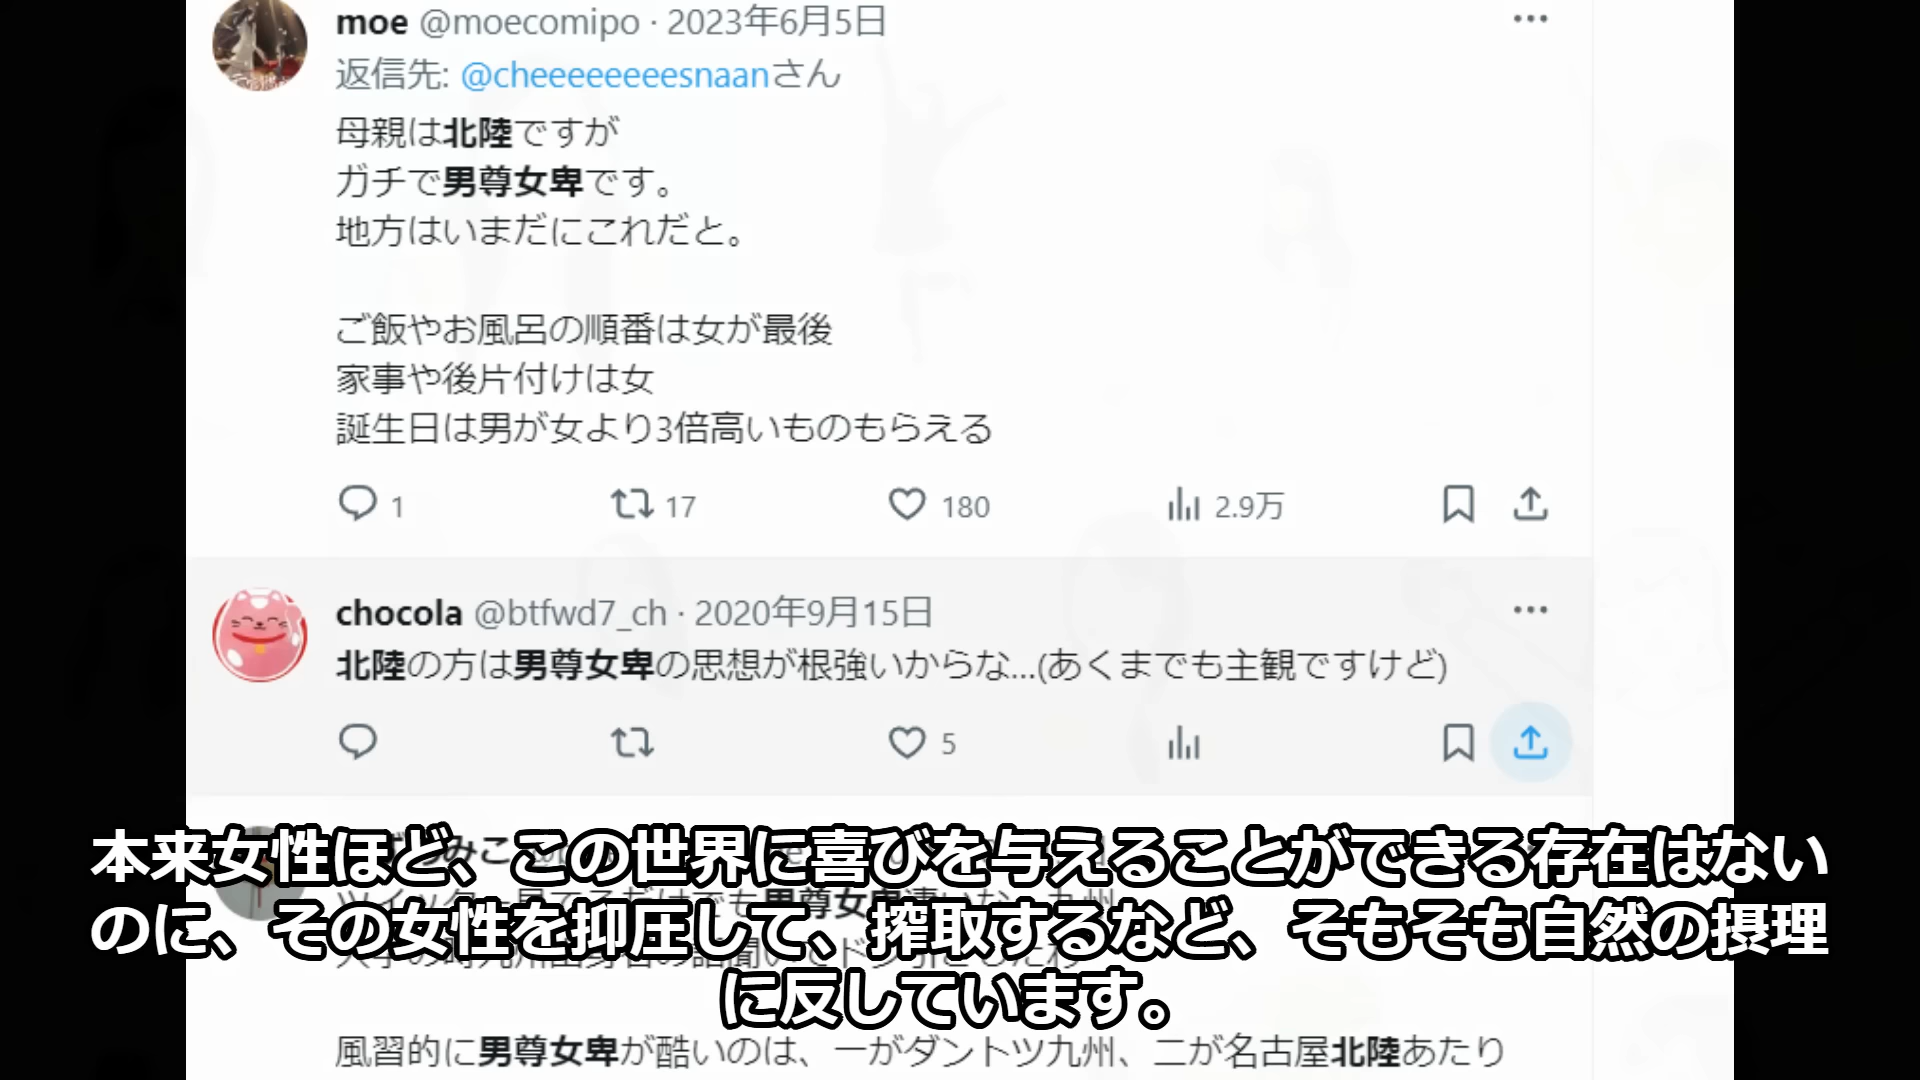 moe @moecomipo · 2023年6月5日
返信先: @cheeeeeeeesnaanさん
母親は北陸ですが
ガチで男尊女卑です。
地方はいまだにこれだと。
ご飯やお風呂の順番は女が最後
家事や後片付けは女
誕生日は男が女より3倍高いものもらえる
1 17 180 2.9万
chocola @btfwd7_ch · 2020年9月15日
北陸の方は男尊女卑の思想が根強いからな...(あくまでも主観ですけど)
5
本来女性ほど、この世界に喜びを与えることができる存在はない
のに、その女性を抑圧して、搾取するなど、そもそも自然の摂理
に反しています。
風習的に男尊女卑が酷いのは、一がダントツ九州、二が名古屋北陸あたり